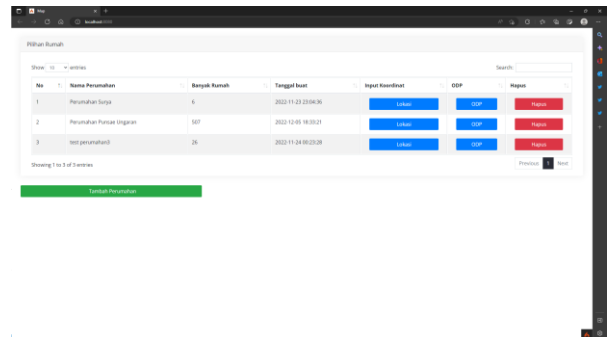 Map
localhost
Pilihan Rumah
Show 10 entries
Search:
No Nama Perumahan Banyak Rumah Tanggal buat Input Koordinat ODP Hapus
1 Perumahan Surya 6 2022-11-23 23:04:36 Lokasi ODP Hapus
2 Perumahan Ungaran 507 2022-12-05 18:33:21 Lokasi ODP Hapus
3 test perumahan3 26 2022-11-24 00:23:28 Lokasi ODP Hapus
Showing 1 to 3 of 3 entries
Previous 1 Next
Tambah Perumahan